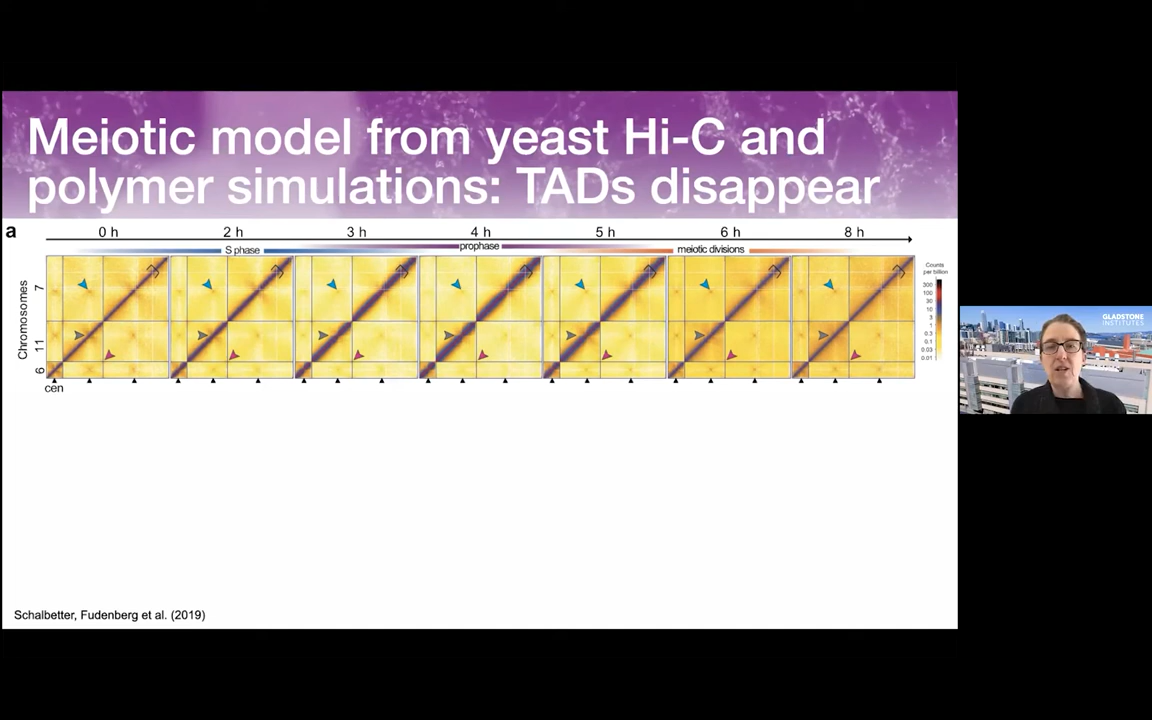 Meiotic model from yeast Hi-C and
polymer simulations: TADs disappear
a
0 h 2 h 3 h 4 h 5 h 6 h 8 h
S phase prophase meiotic divisions
Chromosomes
7
11
6
cen
Counts
per billion
300
100
30
10
3
1
0.3
0.1
0.03
0.01
GLADSTONE
INSTITUTES
Schalbetter, Fudenberg et al. (2019)